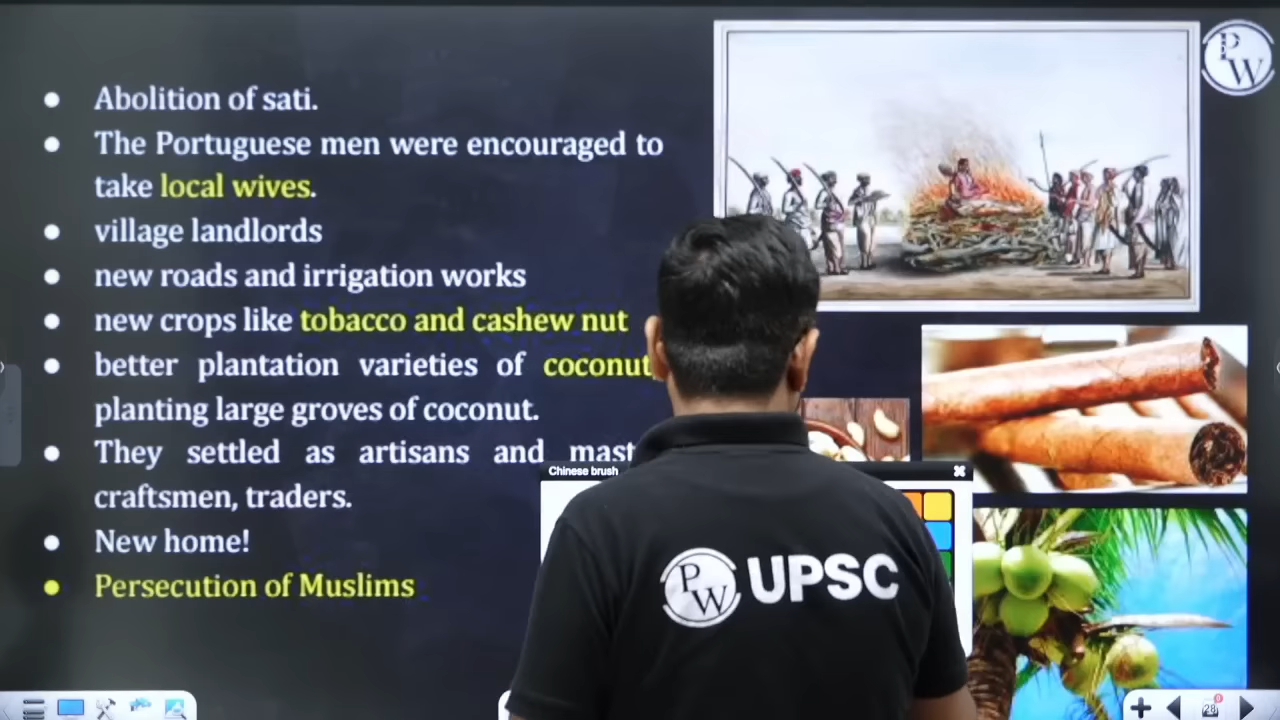 Abolition of sati.
The Portuguese men were encouraged to
take local wives.
village landlords
new roads and irrigation works
new crops like tobacco and cashew nut
better plantation varieties of coconut
planting large groves of coconut.
They settled as artisans and
craftsmen, traders.
New home!
Persecution of Muslims
PW
Chinese brush
PW UPSC
28